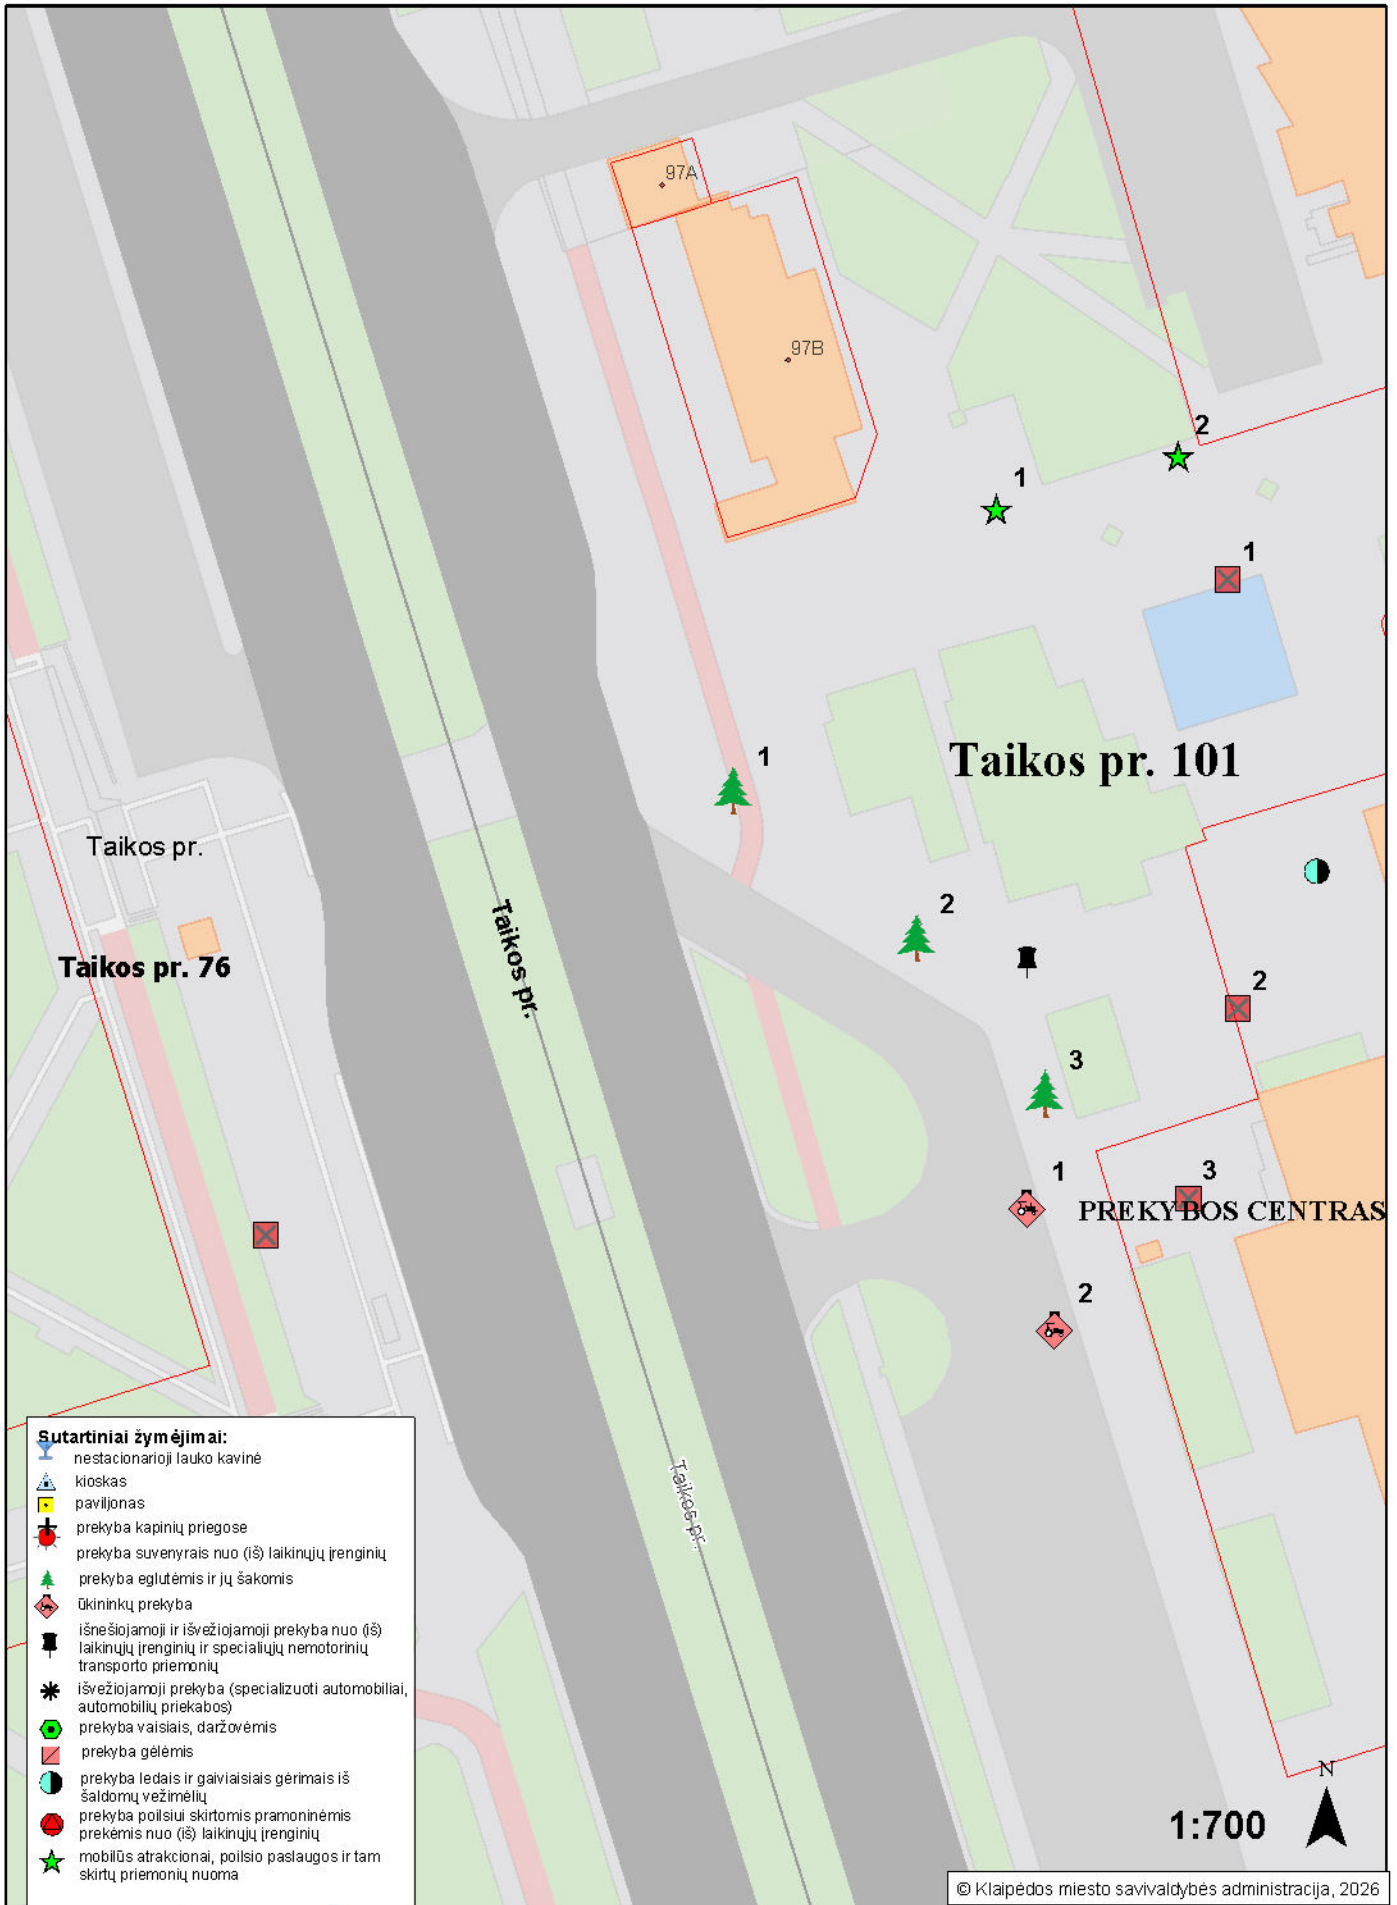 97A
97B
2
1
1
1
Taikos pr. 101
Taikos pr.
2
Taikos pr.
Taikos pr. 76
2
3
1
3
PREKYBOS CENTRAS
2
Taikos pr.
Sutartiniai žymėjimai:
nestacionarioji lauko kavinė
kioskas
paviljonas
prekyba kapinių priegose
prekyba suvenyrais nuo (iš) laikinųjų įrenginių
prekyba eglutėmis ir jų šakomis
ūkininkų prekyba
išnešiojamoji ir išvežiojamoji prekyba nuo (iš)
laikinųjų įrenginių ir specialiųjų nemotorinių
transporto priemonių
išvežiojamoji prekyba (specializuoti automobiliai,
automobilių priekabos)
prekyba vaisiais, daržovėmis
prekyba gėlėmis
prekyba ledais ir gaiviaisiais gėrimais iš
šaldomų vežimėlių
prekyba poilsiui skirtomis pramoninėmis
prekėmis nuo (iš) laikinųjų įrenginių
mobilūs atrakcionai, poilsio paslaugos ir tam
skirtų priemonių nuoma
N
1:700
© Klaipėdos miesto savivaldybės administracija, 2026